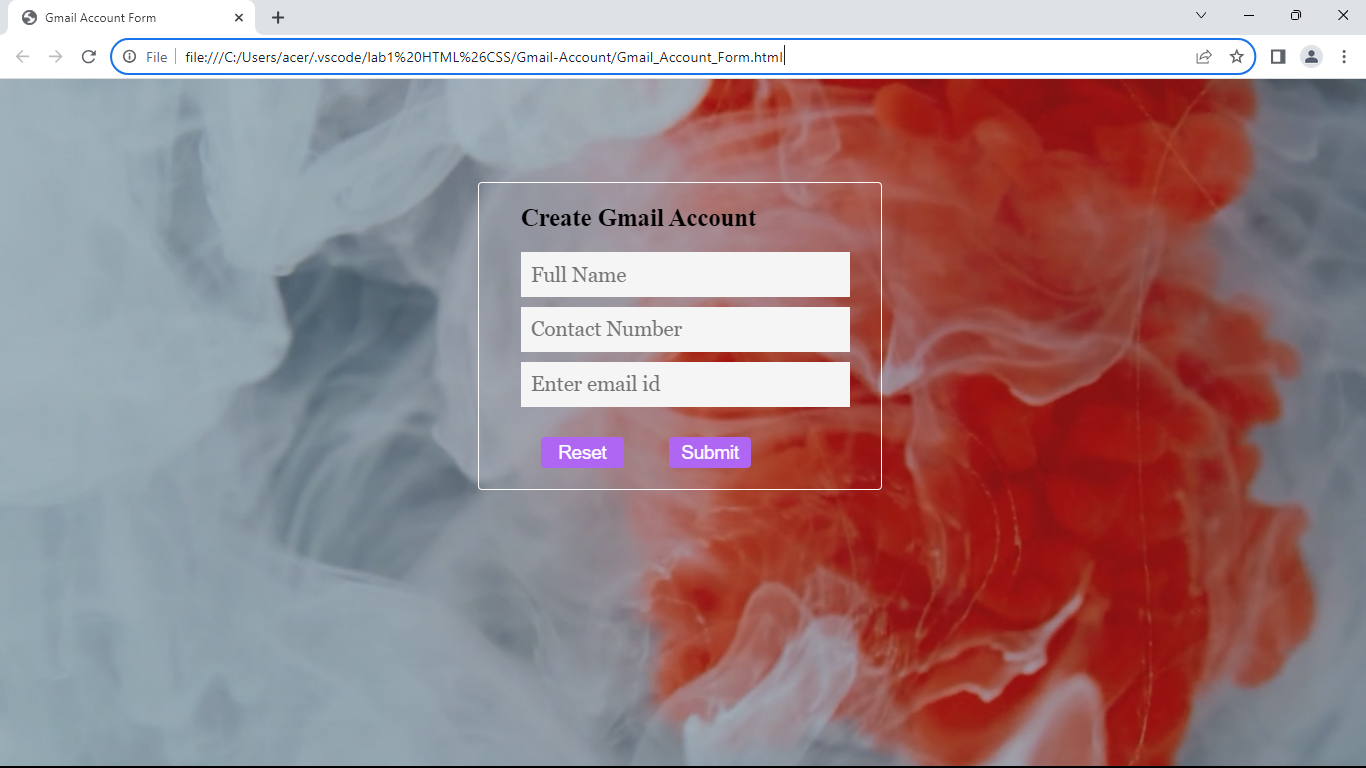 Gmail Account Form
File file:///C:/Users/acer/.vscode/lab1%20HTML%26CSS/Gmail-Account/Gmail_Account_Form.html
Create Gmail Account
Full Name
Contact Number
Enter email id
Reset Submit